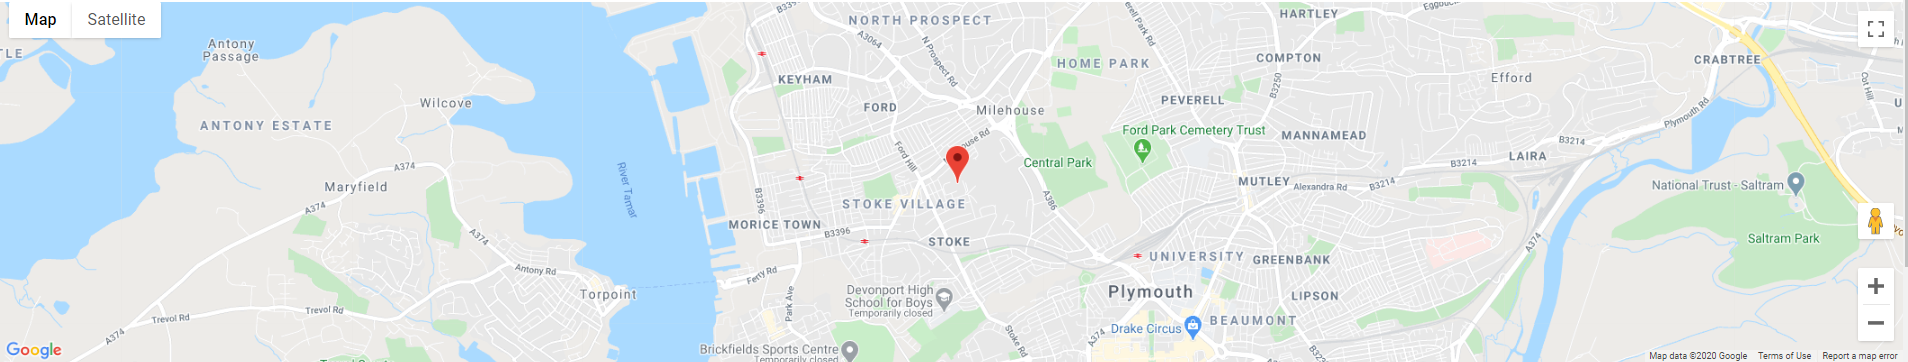 Map
Satellite
NORTH PROSPECT
HARTLEY
Antony
Passage
A3064
N Prospect Rd
HOME PARK
COMPTON
Efford
CRABTREE
KEYHAM
B3250
Wilcove
FORD
Milehouse
PEVERELL
Plymouth Rd
ANTONY ESTATE
Ford Park Cemetery Trust
MANNAMEAD
B3214
Ford Hill
Central Park
LAIRA
B3214
A374
River Tamar
Maryfield
MUTLEY
Alexandra Rd
B3214
National Trust - Saltram
A374
B3396
A386
STOKE VILLAGE
MORICE TOWN
B3396
STOKE
A374
A374
Saltram Park
UNIVERSITY
GREENBANK
Antony Rd
Ferry Rd
Torpoint
Park Ave
Devonport High
School for Boys
Temporarily closed
Plymouth
LIPSON
Trevol Rd
Trevol Rd
A374
Stoke Rd
A374
Drake Circus
BEAUMONT
Google
Brickfields Sports Centre
Temporarily closed
Map data ©2020 Google
Terms of Use
Report a map error